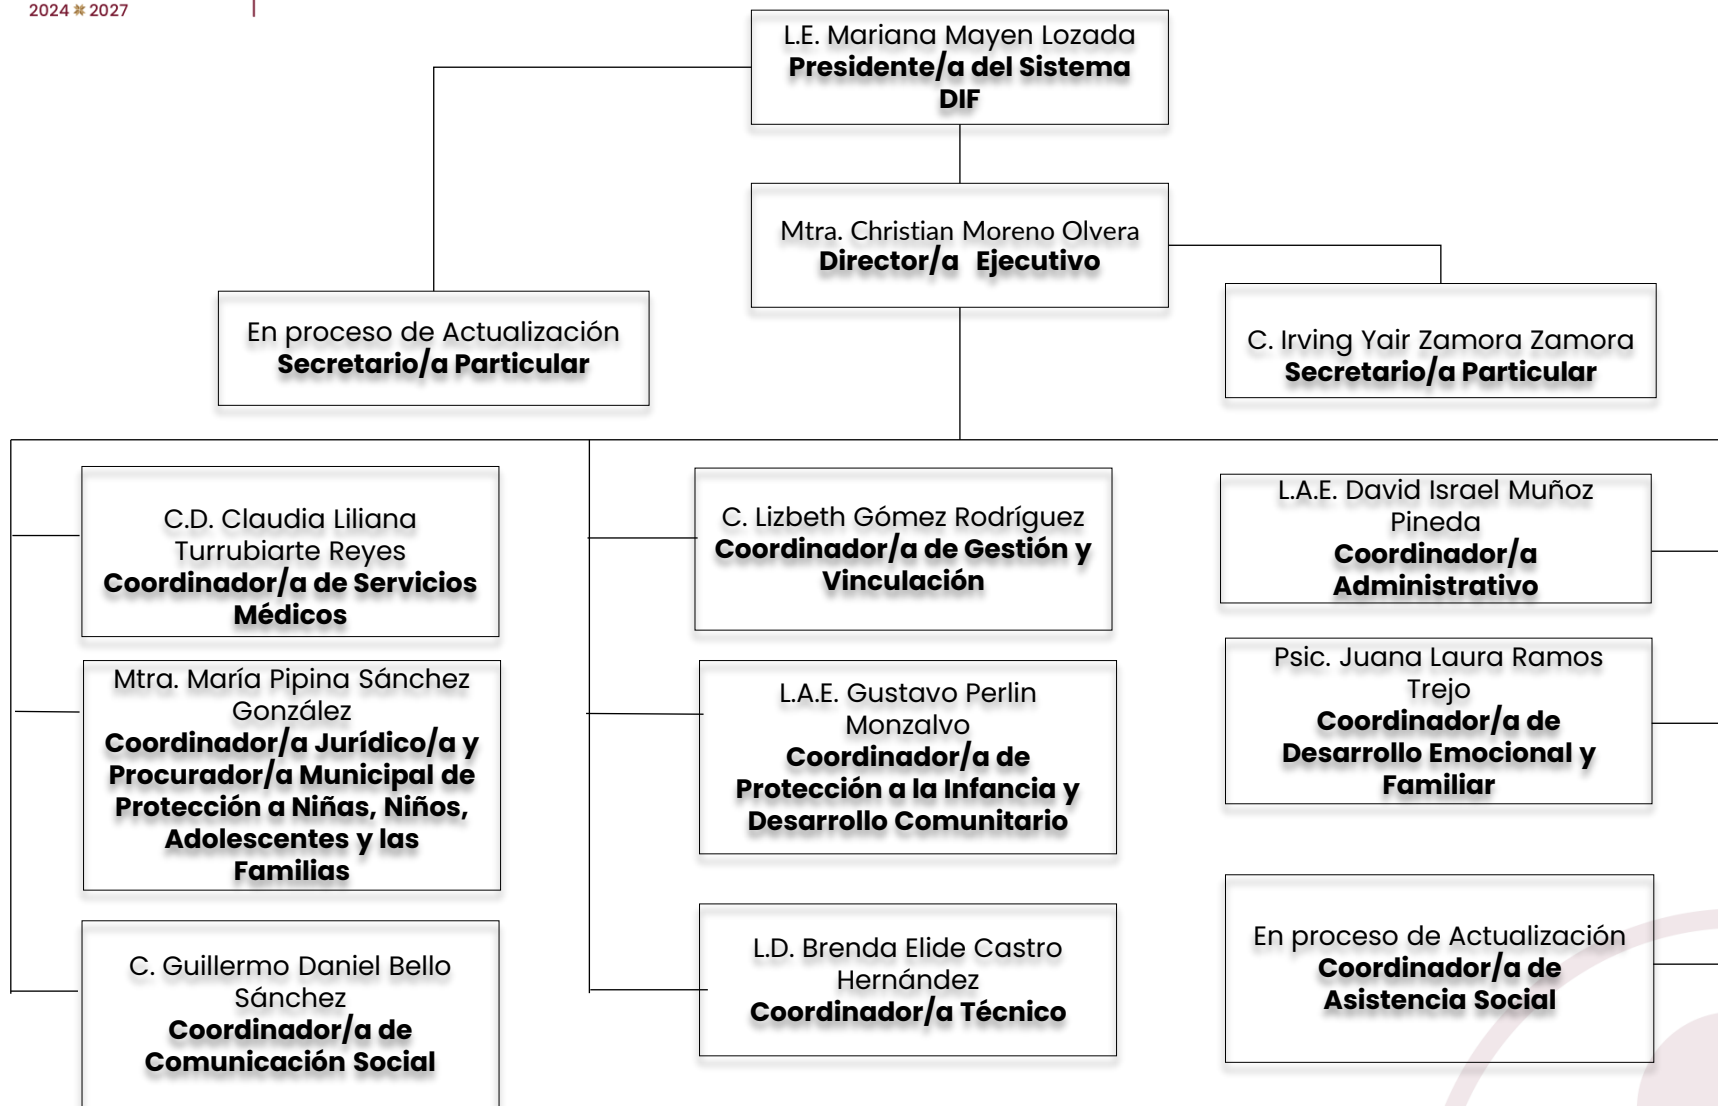 2024 2027
L.E. Mariana Mayen Lozada
Presidente/a del Sistema
DIF
Mtra. Christian Moreno Olvera
Director/a Ejecutivo
En proceso de Actualización
Secretario/a Particular
C. Irving Yair Zamora Zamora
Secretario/a Particular
C.D. Claudia Liliana
Turrubiarte Reyes
Coordinador/a de Servicios
Médicos
C. Lizbeth Gómez Rodríguez
Coordinador/a de Gestión y
Vinculación
L.A.E. David Israel Muñoz
Pineda
Coordinador/a
Administrativo
Mtra. María Pipina Sánchez
González
Coordinador/a Jurídico/a y
Procurador/a Municipal de
Protección a Niñas, Niños,
Adolescentes y las
Familias
L.A.E. Gustavo Perlin
Monzalvo
Coordinador/a de
Protección a la Infancia y
Desarrollo Comunitario
Psic. Juana Laura Ramos
Trejo
Coordinador/a de
Desarrollo Emocional y
Familiar
C. Guillermo Daniel Bello
Sánchez
Coordinador/a de
Comunicación Social
L.D. Brenda Elide Castro
Hernández
Coordinador/a Técnico
En proceso de Actualización
Coordinador/a de
Asistencia Social